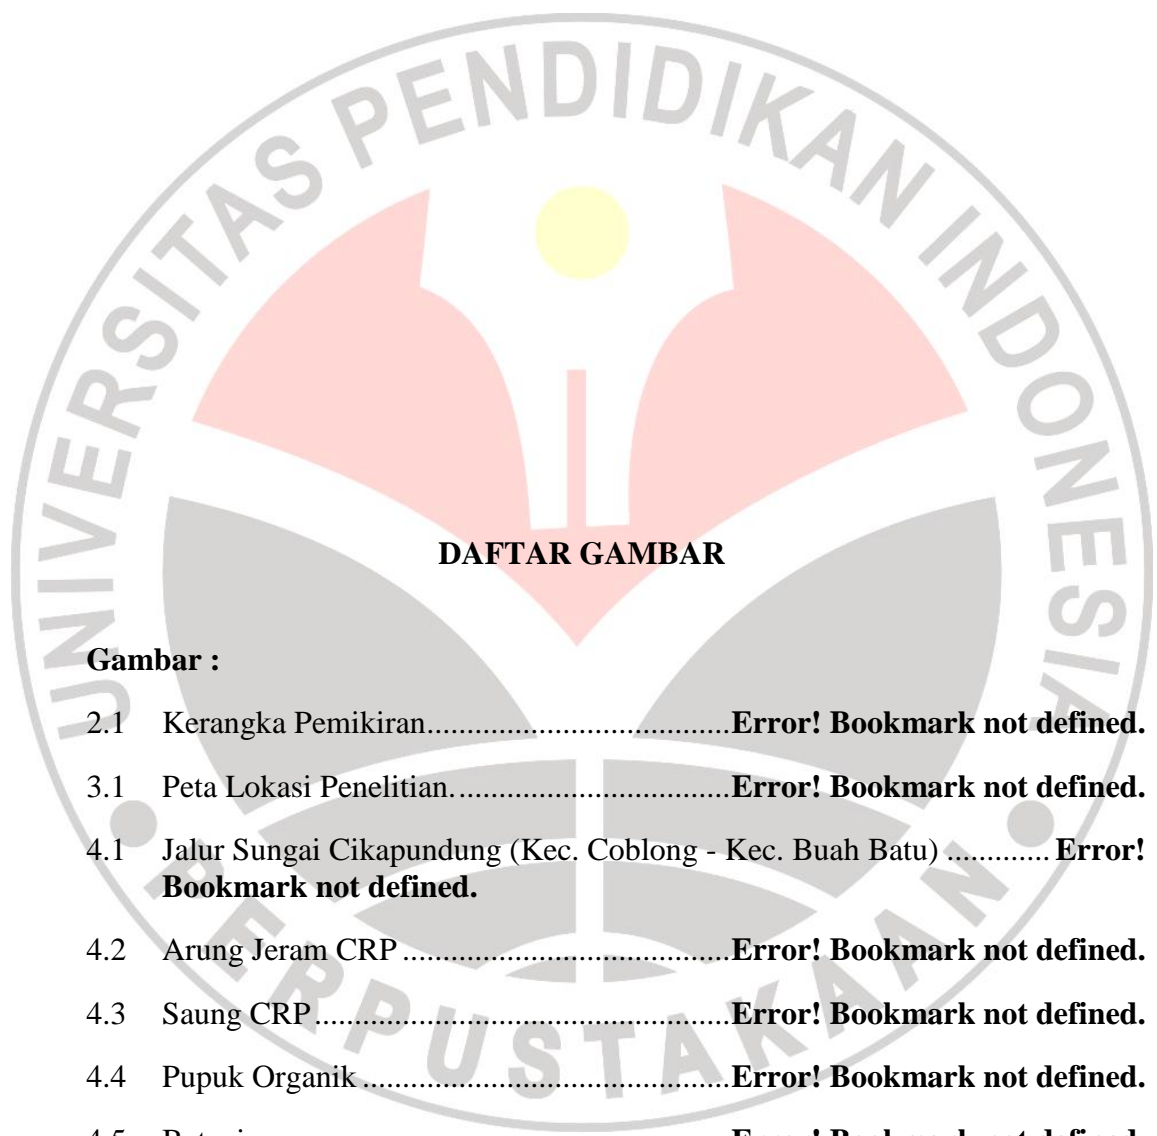 UNIVERSITAS PENDIDIKAN INDONESIA
DAFTAR GAMBAR
Gambar :
2.1 Kerangka Pemikiran......................................Error! Bookmark not defined.
3.1 Peta Lokasi Penelitian...................................Error! Bookmark not defined.
4.1 Jalur Sungai Cikapundung (Kec. Coblong - Kec. Buah Batu) ............. Error!
Bookmark not defined.
4.2 Arung Jeram CRP .........................................Error! Bookmark not defined.
4.3 Saung CRP....................................................Error! Bookmark not defined.
4.4 Pupuk Organik ..............................................Error! Bookmark not defined.
PERPUSTAKAAN